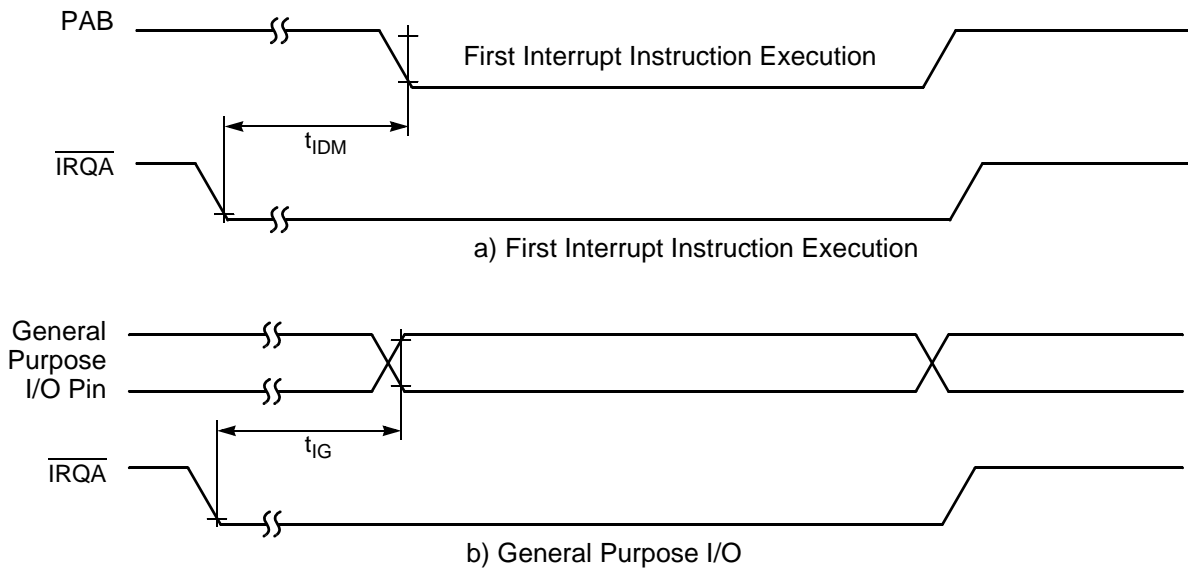 PAB
First Interrupt Instruction Execution
tIDM
IRQA
a) First Interrupt Instruction Execution
General
Purpose
I/O Pin
tIG
IRQA
b) General Purpose I/O